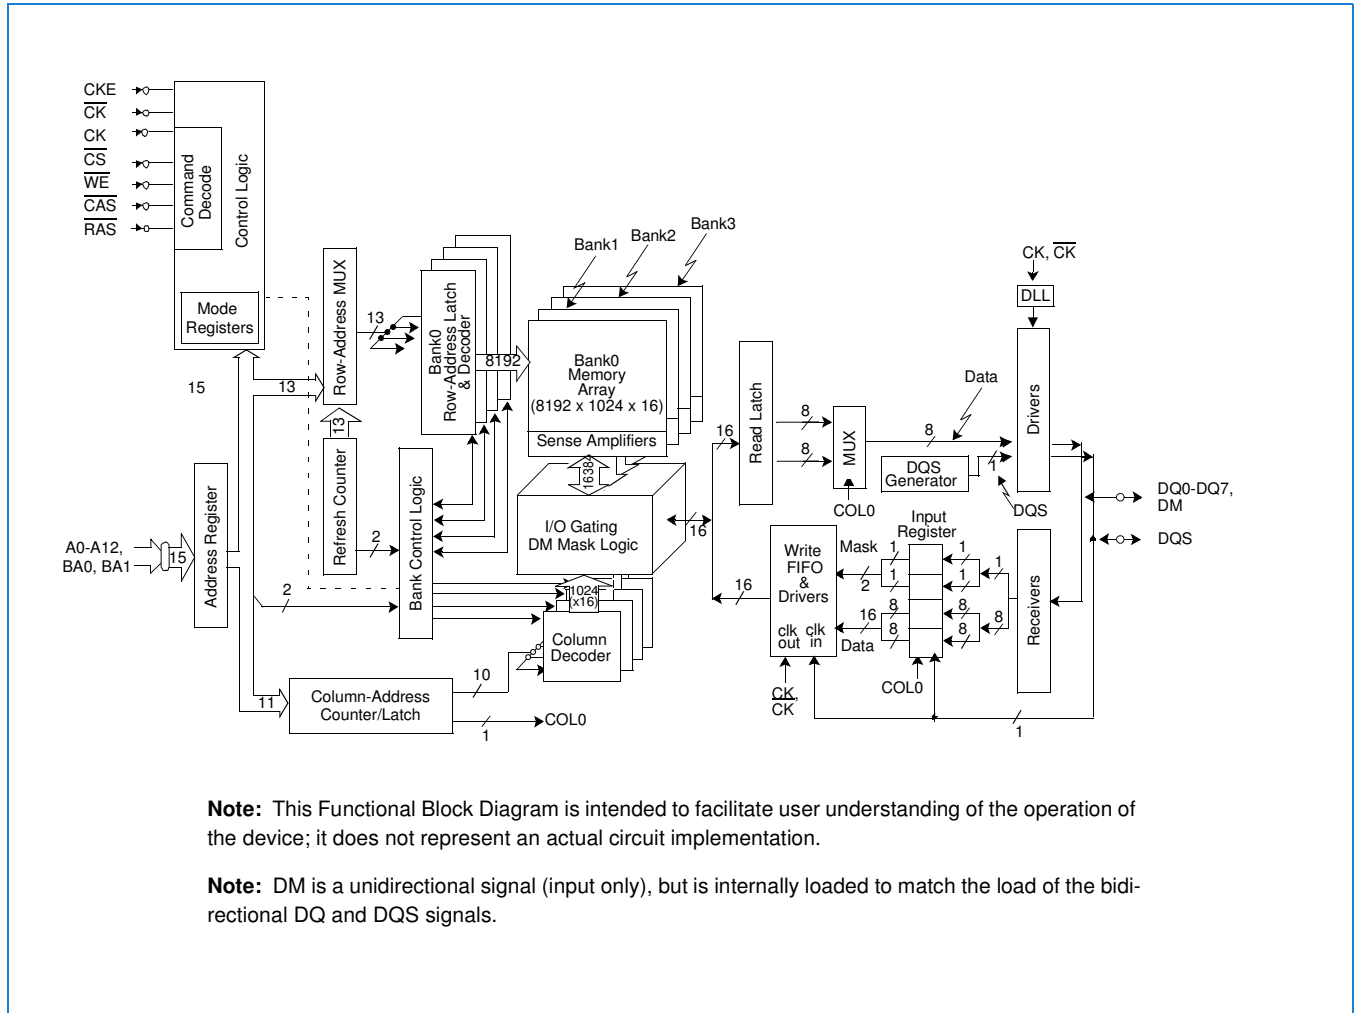 CKE
CK
CK
CS
WE
CAS
RAS
Command
Decode
Control Logic
Mode
Registers
15
13
Row-Address MUX
13
Refresh Counter
13
Bank0
Row-Address Latch
& Decoder
8192
Bank1
Bank2
Bank3
Bank0
Memory
Array
(8192 x 1024 x 16)
Sense Amplifiers
16384
I/O Gating
DM Mask Logic
1024
(x16)
Column
Decoder
Bank Control Logic
2
2
A0-A12,
BA0, BA1
15
Address Register
11
Column-Address
Counter/Latch
10
1
COL0
16
16
16
Read Latch
8
8
MUX
COL0
8
Data
DQS
Generator
1
DQS
CK, CK
DLL
Drivers
DQ0-DQ7,
DM
DQS
Input
Register
Write
FIFO
&
Drivers
clk
out
clk
in
Mask
1
1
2
1
1
1
16
8
8
8
8
8
Data
Receivers
CK,
CK
COL0
1
Note: This Functional Block Diagram is intended to facilitate user understanding of the operation of
the device; it does not represent an actual circuit implementation.
Note: DM is a unidirectional signal (input only), but is internally loaded to match the load of the bidi-
rectional DQ and DQS signals.